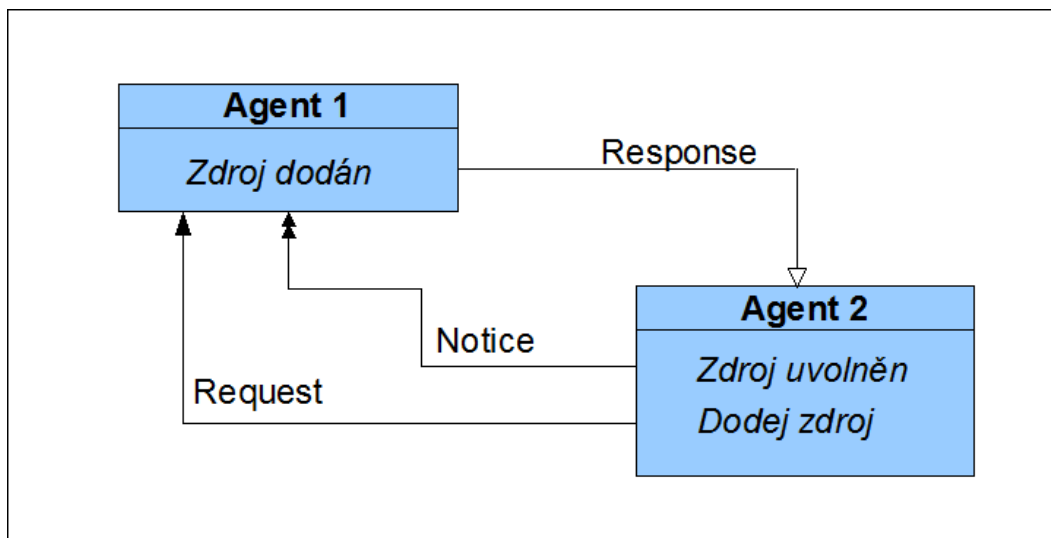 Agent 1
Zdroj dodán
Response
Agent 2
Notice
Zdroj uvolněn
Request
Dodej zdroj